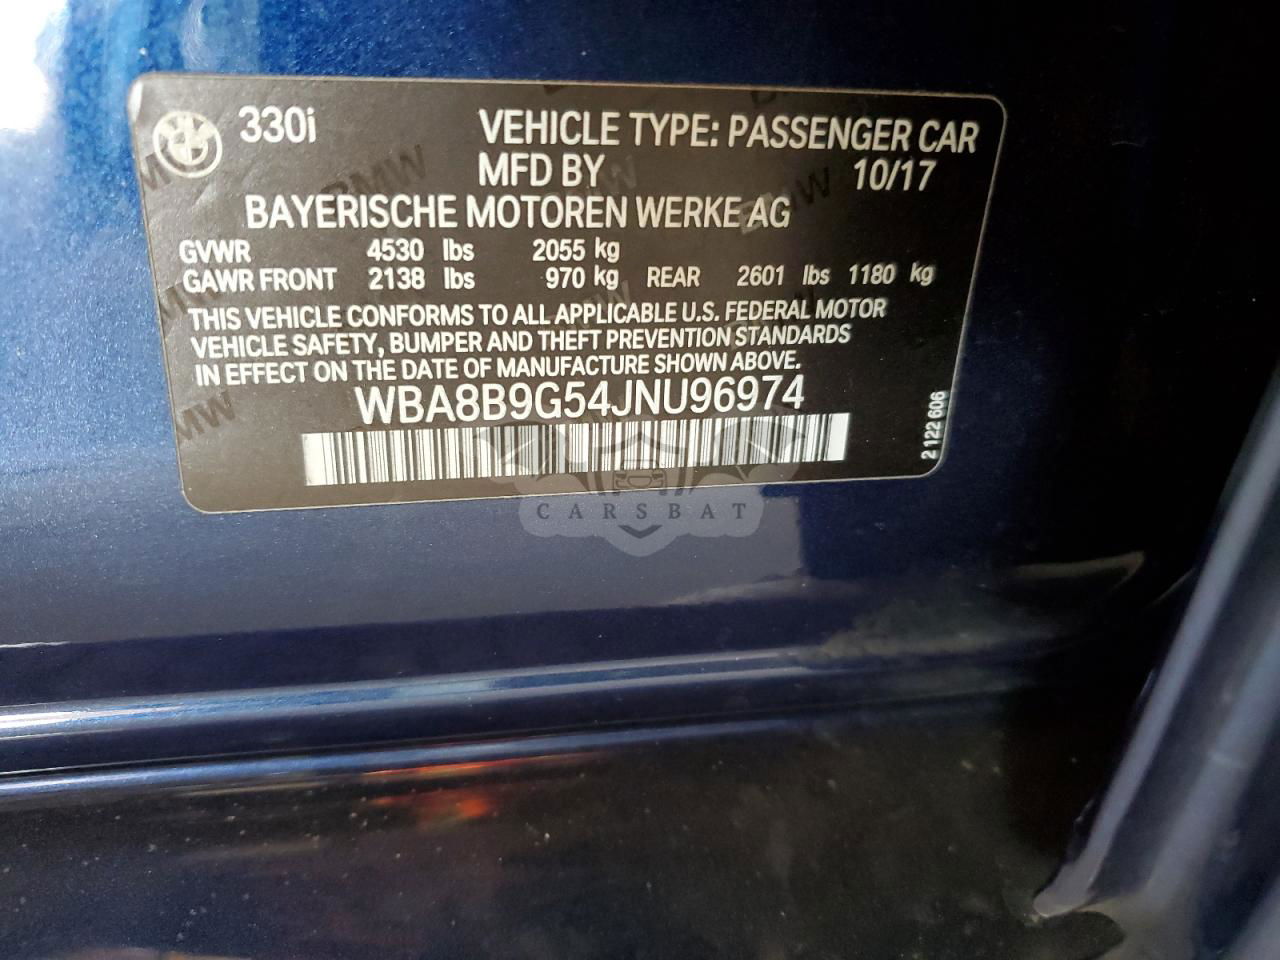 330i VEHICLE TYPE: PASSENGER CAR
MFD BY 10/17
BAYERISCHE MOTOREN WERKE AG
GVWR 4530 lbs 2055 kg
GAWR FRONT 2138 lbs 970 kg REAR 2601 lbs 1180 kg
THIS VEHICLE CONFORMS TO ALL APPLICABLE U.S. FEDERAL MOTOR
VEHICLE SAFETY, BUMPER AND THEFT PREVENTION STANDARDS
IN EFFECT ON THE DATE OF MANUFACTURE SHOWN ABOVE.
WBA8B9G54JNU96974
2 122 606
CARSBAT